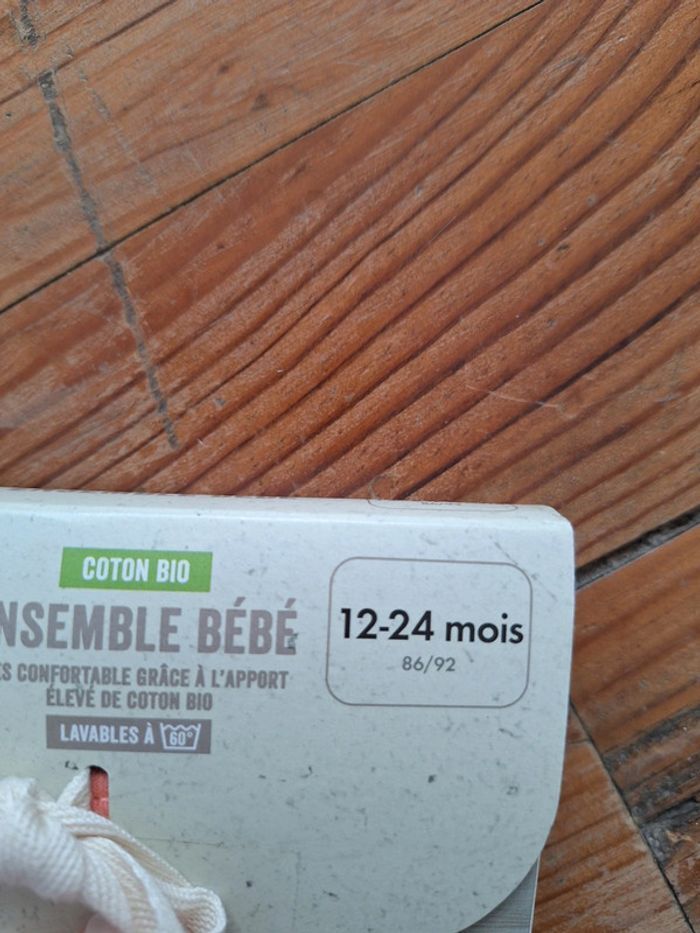 COTON BIO
NSEMBLE BÉBÉ
ES CONFORTABLE GRÂCE À L'APPORT
ÉLEVÉ DE COTON BIO
LAVABLES À 60°
12-24 mois
86/92